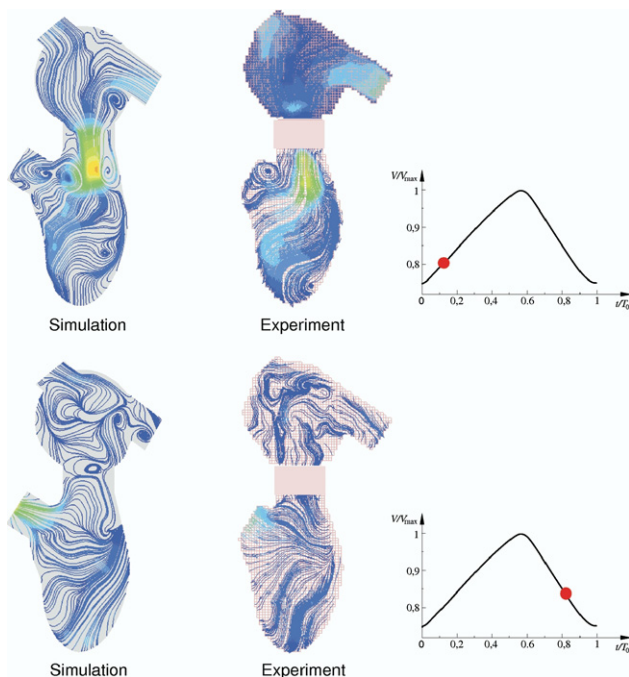 V/Vmax
1
0,9
0,8
0 0,2 0,4 0,6 0,8 1 t/T0
Simulation Experiment
V/Vmax
1
0,9
0,8
0 0,2 0,4 0,6 0,8 1 t/T0
Simulation Experiment